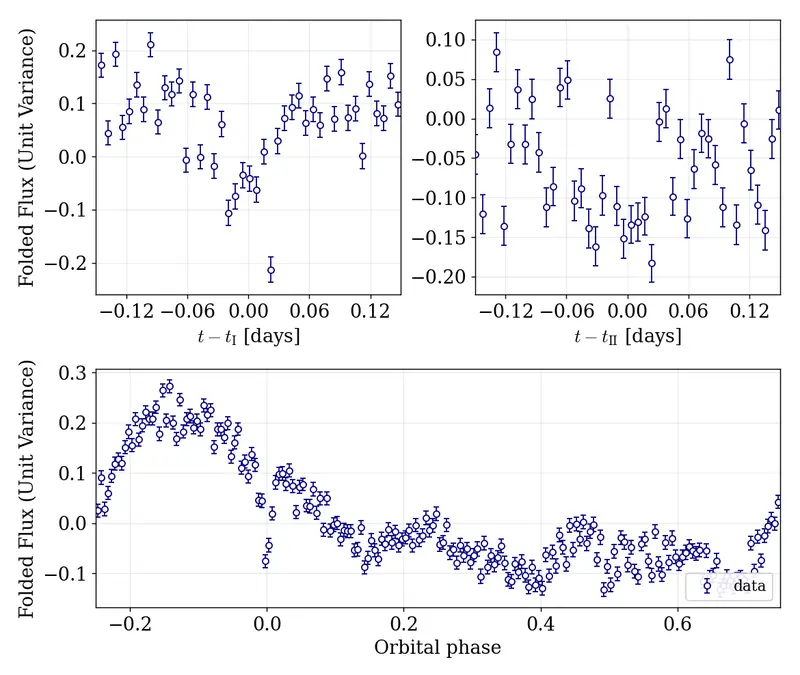 Folded Flux (Unit Variance)
0.2
0.1
0.0
−0.1
−0.2
−0.12 −0.06 0.00 0.06 0.12
t − tI [days]
0.10
0.05
0.00
−0.05
−0.10
−0.15
−0.20
−0.12 −0.06 0.00 0.06 0.12
t − tII [days]
Folded Flux (Unit Variance)
0.3
0.2
0.1
0.0
−0.1
−0.2 0.0 0.2 0.4 0.6
Orbital phase
data